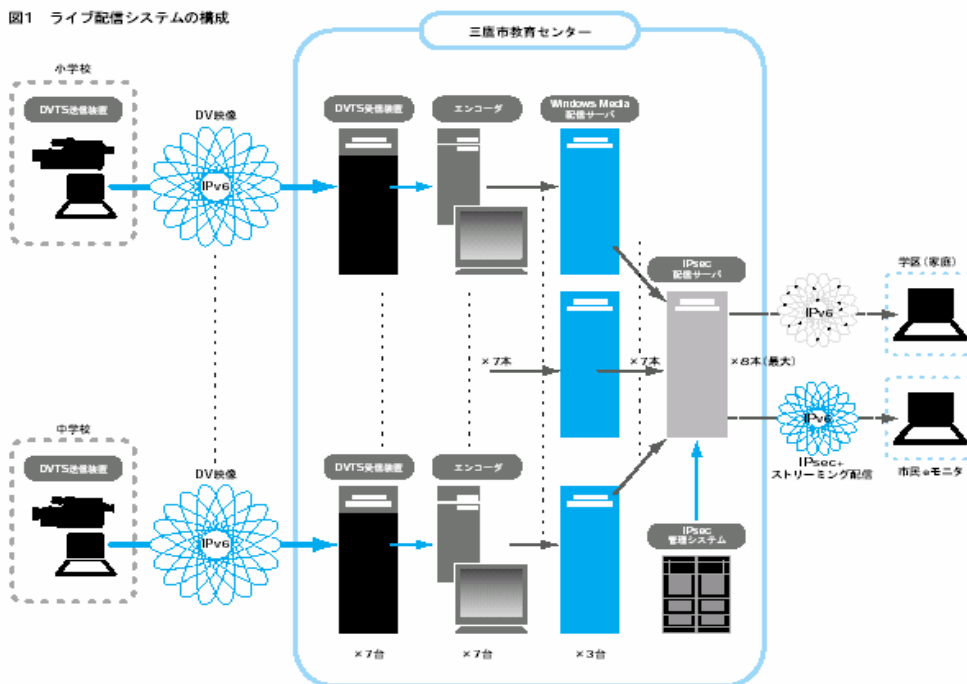 図1 ライブ配信システムの構成
三鷹市教育センター
小学校
DVTS送信装置
DV映像
IPv6
DVTS受信装置
エンコーダ
Windows Media
配信サーバ
IPsec
配信サーバ
学区(家庭)
IPv6
×7本
×7本
×8本(最大)
IPv6
IPsec+
ストリーミング配信
市民eモニタ
中学校
DVTS送信装置
DV映像
IPv6
DVTS受信装置
エンコーダ
IPsec
管理システム
×7台
×7台
×3台